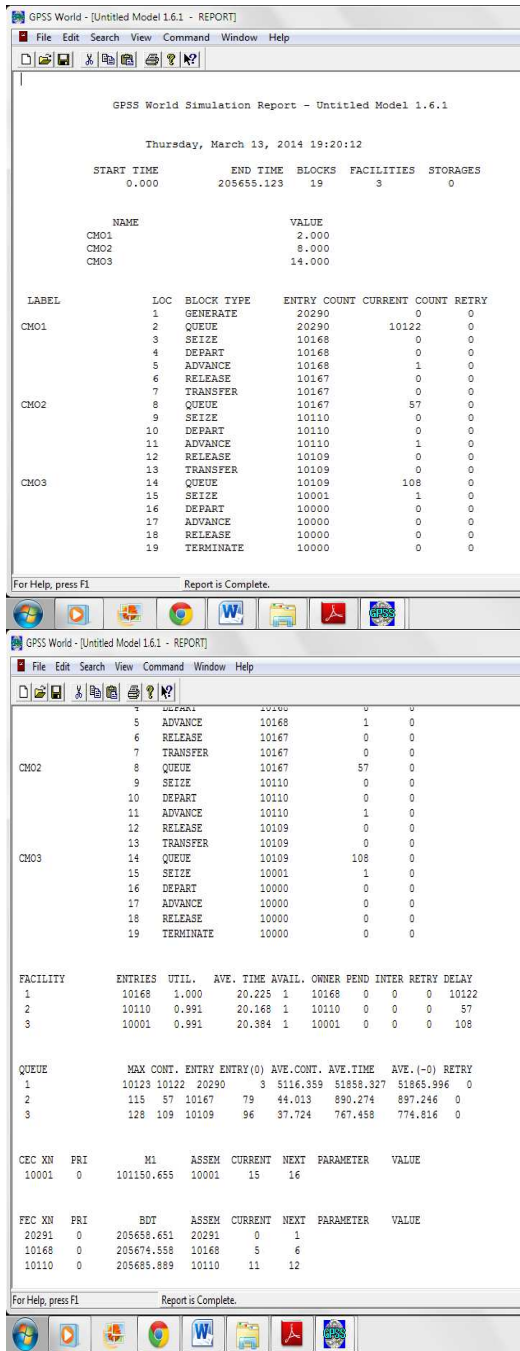 GPSS World - [Untitled Model 1.6.1 - REPORT]
File Edit Search View Command Window Help
GPSS World Simulation Report - Untitled Model 1.6.1
Thursday, March 13, 2014 19:20:12
START TIME END TIME BLOCKS FACILITIES STORAGES
0.000 205655.123 19 3 0
NAME VALUE
CMO1 2.000
CMO2 8.000
CMO3 14.000
LABEL LOC BLOCK TYPE ENTRY COUNT CURRENT COUNT RETRY
1 GENERATE 20290 0 0
CMO1 2 QUEUE 20290 10122 0
3 SEIZE 10168 0 0
4 DEPART 10168 0 0
5 ADVANCE 10168 1 0
6 RELEASE 10167 0 0
7 TRANSFER 10167 0 0
CMO2 8 QUEUE 10167 57 0
9 SEIZE 10110 0 0
10 DEPART 10110 0 0
11 ADVANCE 10110 1 0
12 RELEASE 10109 0 0
13 TRANSFER 10109 0 0
CMO3 14 QUEUE 10109 108 0
15 SEIZE 10001 1 0
16 DEPART 10000 0 0
17 ADVANCE 10000 0 0
18 RELEASE 10000 0 0
19 TERMINATE 10000 0 0
For Help, press F1 Report is Complete.
GPSS
GPSS World - [Untitled Model 1.6.1 - REPORT]
File Edit Search View Command Window Help
4 DEPART 10168 0 0
5 ADVANCE 10168 1 0
6 RELEASE 10167 0 0
7 TRANSFER 10167 0 0
CMO2 8 QUEUE 10167 57 0
9 SEIZE 10110 0 0
10 DEPART 10110 0 0
11 ADVANCE 10110 1 0
12 RELEASE 10109 0 0
13 TRANSFER 10109 0 0
CMO3 14 QUEUE 10109 108 0
15 SEIZE 10001 1 0
16 DEPART 10000 0 0
17 ADVANCE 10000 0 0
18 RELEASE 10000 0 0
19 TERMINATE 10000 0 0
FACILITY ENTRIES UTIL. AVE. TIME AVAIL. OWNER PEND INTER RETRY DELAY
1 10168 1.000 20.225 1 10168 0 0 0 10122
2 10110 0.991 20.168 1 10110 0 0 0 57
3 10001 0.991 20.384 1 10001 0 0 0 108
QUEUE MAX CONT. ENTRY ENTRY(0) AVE.CONT. AVE.TIME AVE.(-0) RETRY
1 10123 10122 20290 3 5116.359 51858.327 51865.996 0
2 115 57 10167 79 44.013 890.274 897.246 0
3 128 109 10109 96 37.724 767.458 774.816 0
CEC XN PRI M1 ASSEM CURRENT NEXT PARAMETER VALUE
10001 0 101150.655 10001 15 16
FEC XN PRI BDT ASSEM CURRENT NEXT PARAMETER VALUE
20291 0 205658.651 20291 0 1
10168 0 205674.558 10168 5 6
10110 0 205685.889 10110 11 12
For Help, press F1 Report is Complete.
GPSS